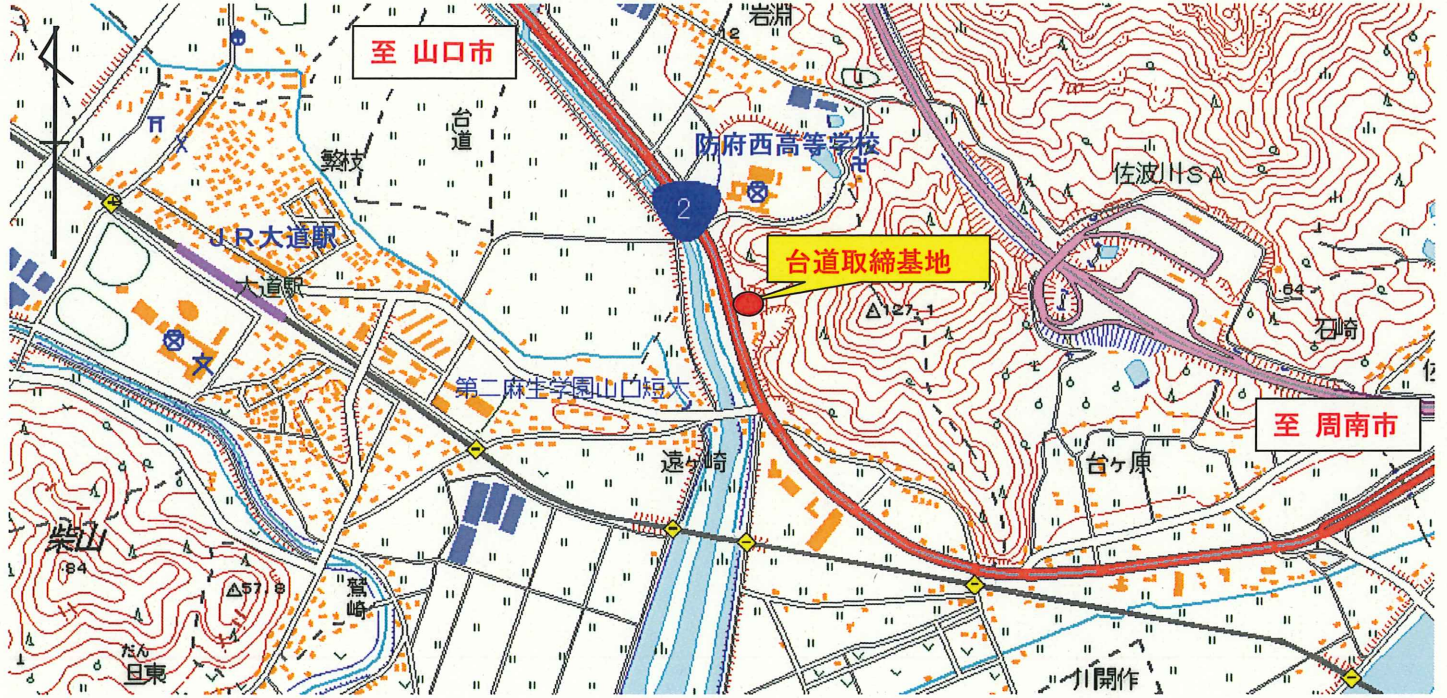 岩淵
12
至 山口市
台道
繁枝
防府西高等学校
佐波川SA
2
JR大道駅
大道駅
台道取締基地
127.1
64
石崎
第二麻生学園山口短大
至 周南市
遠ヶ崎
台ヶ原
柴山
84
57.8
鷲崎
だん
旦東
川開作